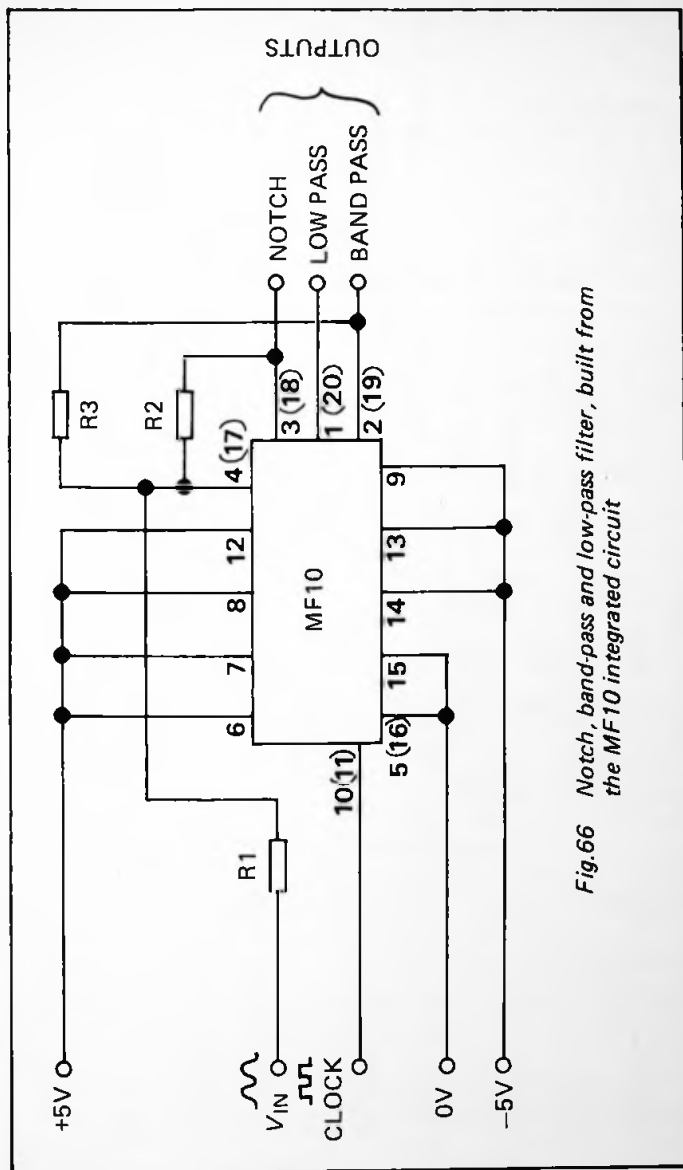 +5V
VIN
CLOCK
0V
−5V
R1
R3
R2
6
7
8
12
4 (17)
MF10
10(11)
5 (16)
15
14
13
9
3 (18)
1 (20)
2 (19)
NOTCH
LOW PASS
BAND PASS
OUTPUTS
Fig.66 Notch, band-pass and low-pass filter, built from
the MF10 integrated circuit